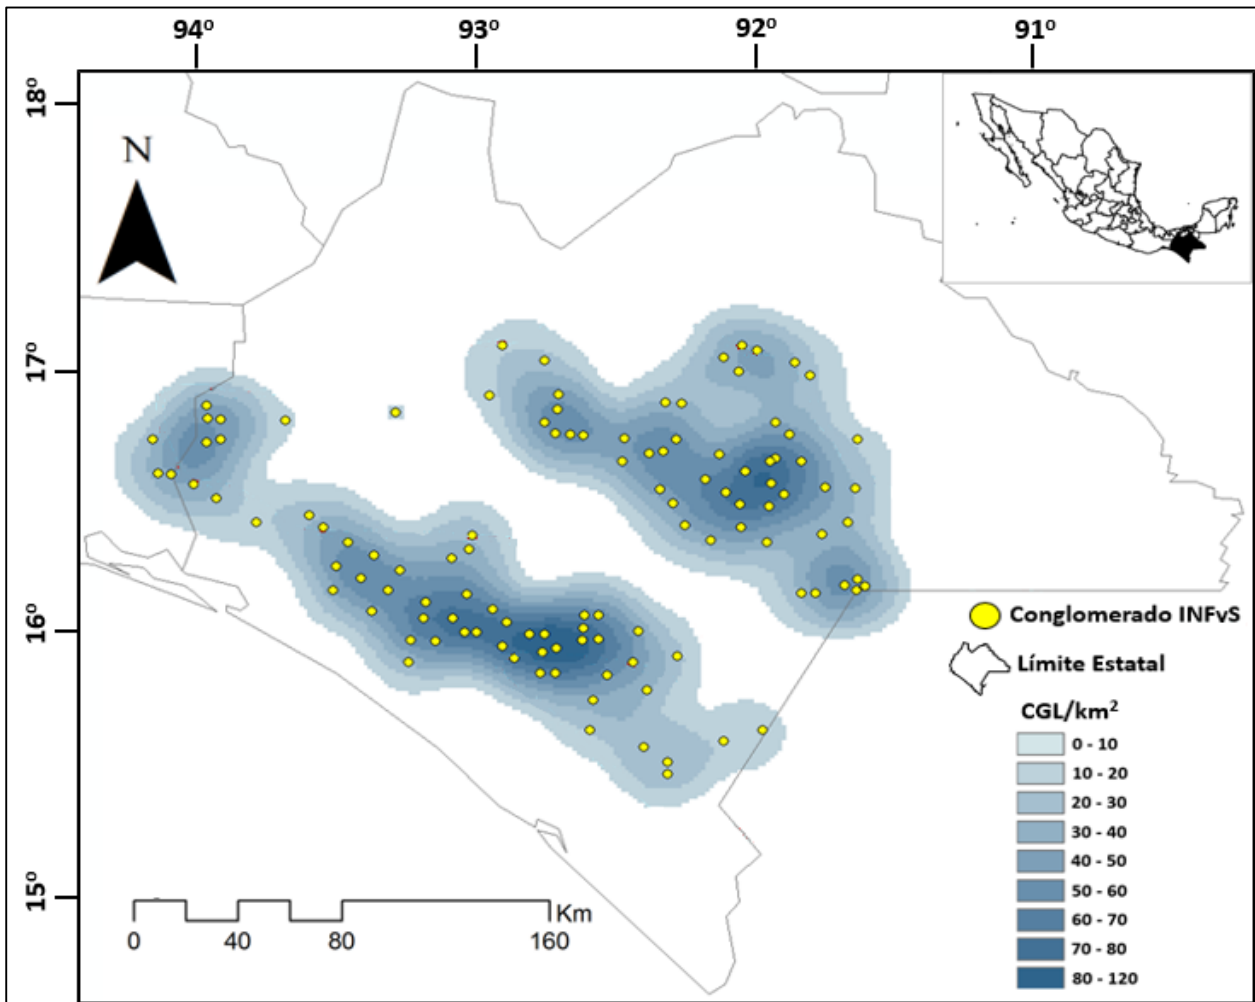 94º 93º 92º 91º
18º
17º
16º
15º
N
Conglomerado INFvS
Límite Estatal
CGL/km²
0 - 10
10 - 20
20 - 30
30 - 40
40 - 50
50 - 60
60 - 70
70 - 80
80 - 120
Km
0 40 80 160